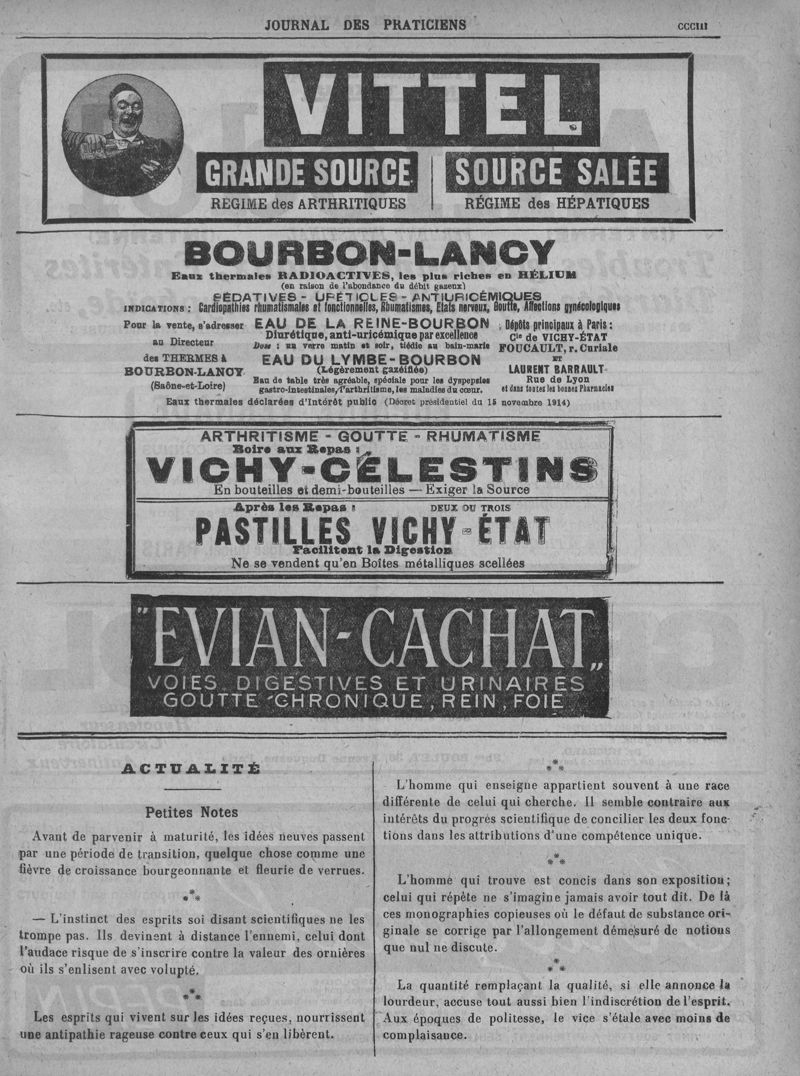 JOURNAL DES PRATICIENS
CCCIII
VITTEL
GRANDE SOURCE
REGIME des ARTHRITIQUES
SOURCE SALÉE
RÉGIME des HÉPATIQUES
BOURBON-LANCY
Eaux thermales RADIOACTIVES, les plus riches en HÉLIUM
(en raison de l'abondance du débit gazeux)
SÉDATIVES - - ANTIURICÉMIQUES
INDICATIONS : Cardiopathies rhumatismales et fonctionnelles, Rhumatismes, Etats nerveux, Goutte, Affections gynécologiques
Pour la vente, s'adresser
au Directeur
des THERMES à
BOURBON-LANCY
(Saône-et-Loire)
EAU DE LA REINE-BOURBON
Diurétique, anti-uricémique par excellence
Dose : un verre matin et soir, tiédie au bain-marie
EAU DU LYMBE-BOURBON
(Légèrement gazéifiée)
Eau de table très agréable, spéciale pour les dyspepsies
gastro-intestinales, l'arthritisme, les maladies du cœur.
Dépôts principaux à Paris :
Cie de VICHY-ÉTAT
FOUCAULT, r. Curiale
ET
LAURENT BARRAULT
Rue de Lyon
et dans toutes les bonnes Pharmacies
Eaux thermales déclarées d'Intérêt public (Décret présidentiel du 15 novembre 1914)
ARTHRITISME - GOUTTE - RHUMATISME
Boire aux Repas :
VICHY-CÉLESTINS
En bouteilles et demi-bouteilles — Exiger la Source
Après les Repas : DEUX OU TROIS
PASTILLES VICHY-ÉTAT
Facilitent la Digestion
Ne se vendent qu'en Boîtes métalliques scellées
"EVIAN-CACHAT„
VOIES DIGESTIVES ET URINAIRES
GOUTTE CHRONIQUE, REIN, FOIE
ACTUALITÉ
Petites Notes
Avant de parvenir à maturité, les idées neuves passent
par une période de transition, quelque chose comme une
fièvre de croissance bourgeonnante et fleurie de verrues.
* * *
— L'instinct des esprits soi disant scientifiques ne les
trompe pas. Ils devinent à distance l'ennemi, celui dont
l'audace risque de s'inscrire contre la valeur des ornières
où ils s'enlisent avec volupté.
* * *
Les esprits qui vivent sur les idées reçues, nourrissent
une antipathie rageuse contre ceux qui s'en libèrent.
* * *
L'homme qui enseigne appartient souvent à une race
différente de celui qui cherche. Il semble contraire aux
intérêts du progrès scientifique de concilier les deux fonc-
tions dans les attributions d'une compétence unique.
* * *
L'homme qui trouve est concis dans son exposition;
celui qui répète ne s'imagine jamais avoir tout dit. De là
ces monographies copieuses où le défaut de substance ori-
ginale se corrige par l'allongement démesuré de notions
que nul ne discute.
* * *
La quantité remplaçant la qualité, si elle annonce la
lourdeur, accuse tout aussi bien l'indiscrétion de l'esprit.
Aux époques de politesse, le vice s'étale avec moins de
complaisance.